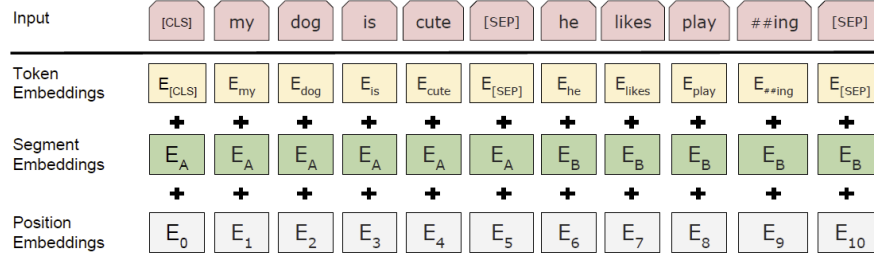 Input [CLS] my dog is cute [SEP] he likes play ##ing [SEP]
Token Embeddings E[CLS] Emy Edog Eis Ecute E[SEP] Ehe Elikes Eplay E##ing E[SEP]
+ + + + + + + + + + +
Segment Embeddings EA EA EA EA EA EA EB EB EB EB EB
+ + + + + + + + + + +
Position Embeddings E0 E1 E2 E3 E4 E5 E6 E7 E8 E9 E10